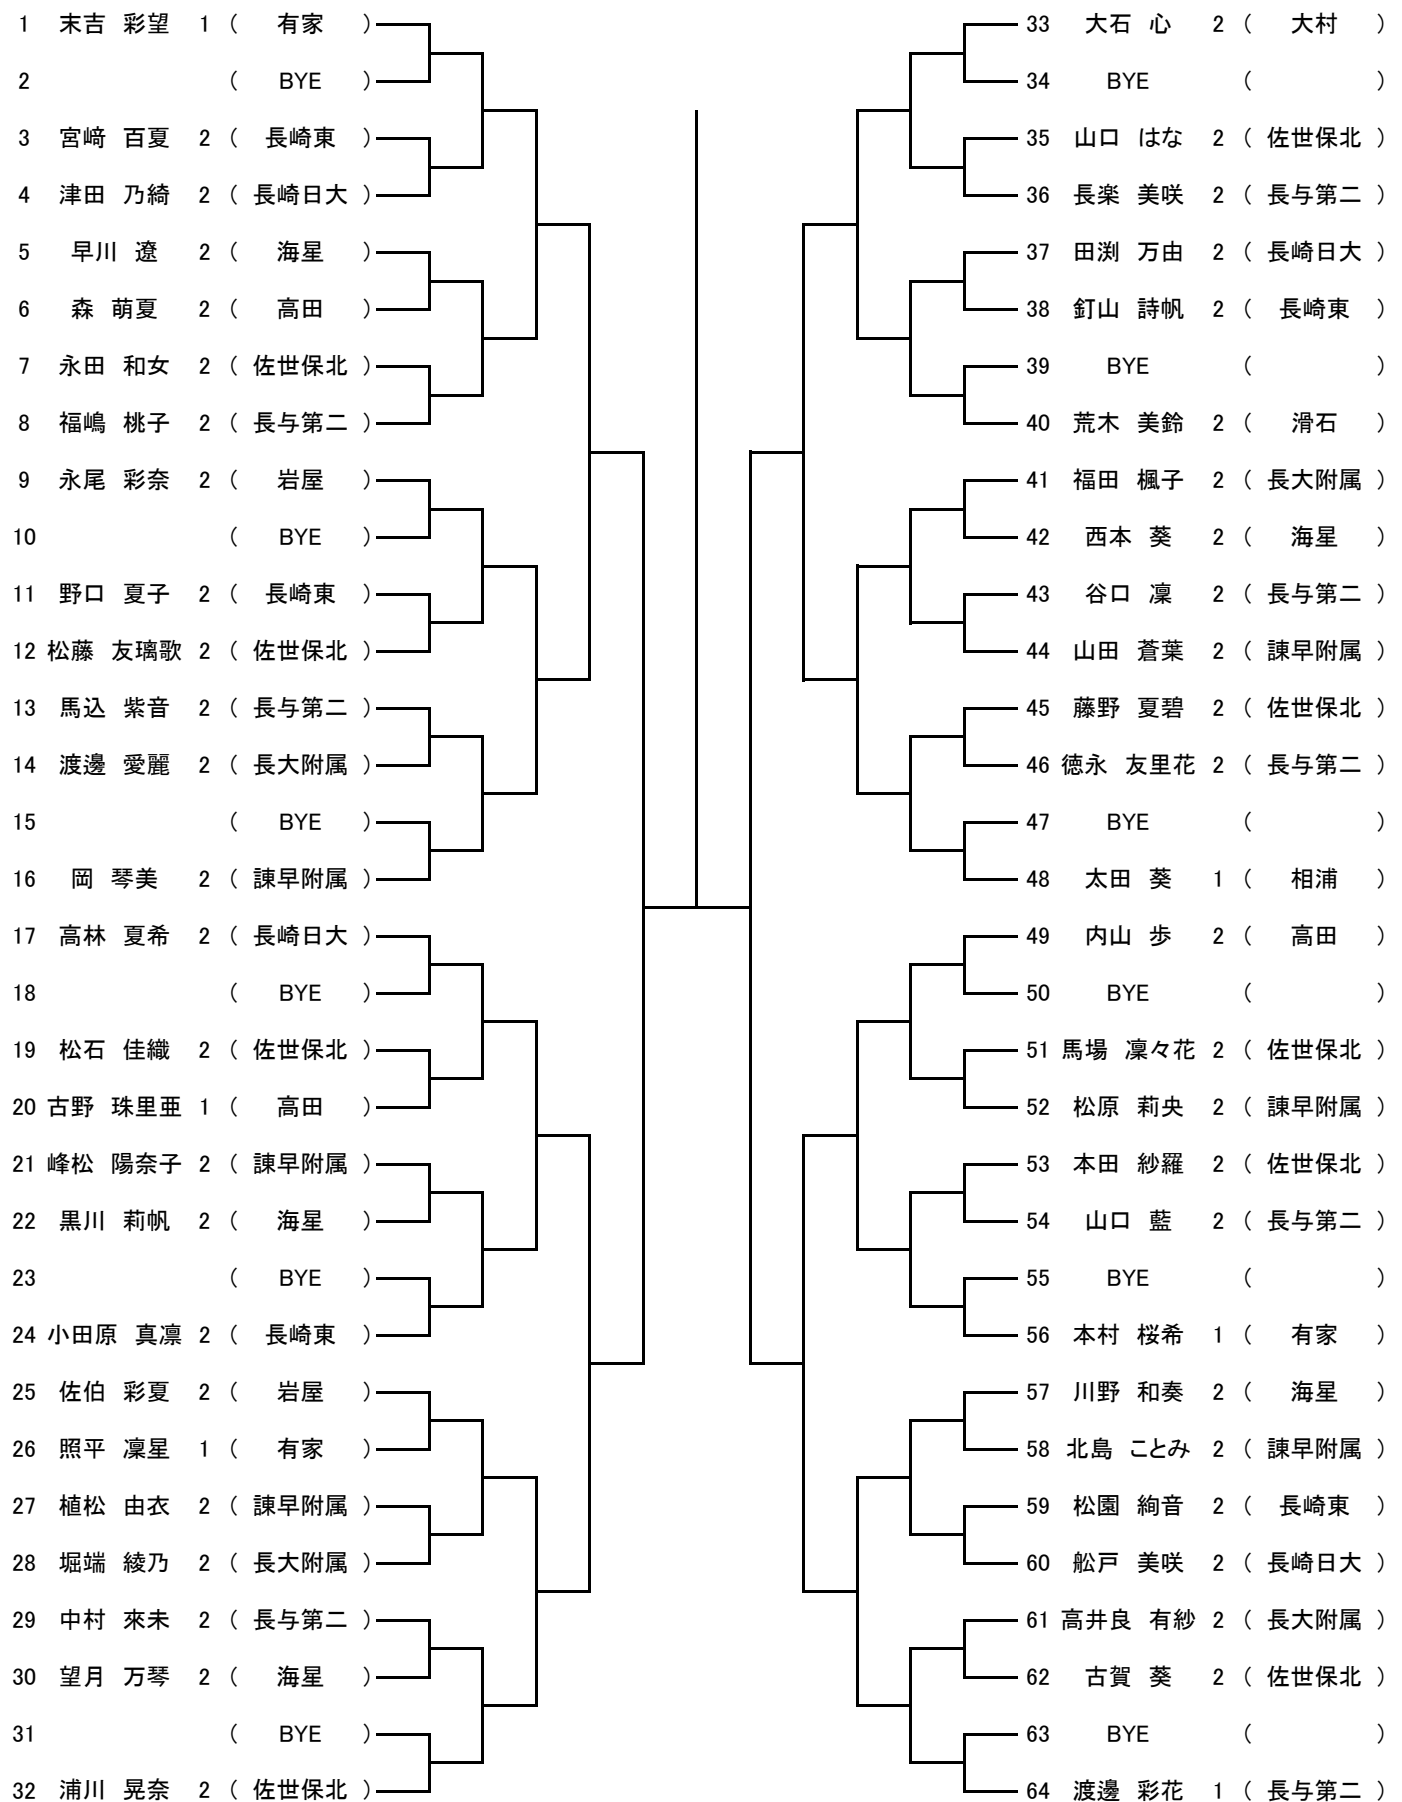 1 末吉 彩望 1 ( 有家 )
2 ( BYE )
3 宮﨑 百夏 2 ( 長崎東 )
4 津田 乃綺 2 ( 長崎日大 )
5 早川 遼 2 ( 海星 )
6 森 萌夏 2 ( 高田 )
7 永田 和女 2 ( 佐世保北 )
8 福嶋 桃子 2 ( 長与第二 )
9 永尾 彩奈 2 ( 岩屋 )
10 ( BYE )
11 野口 夏子 2 ( 長崎東 )
12 松藤 友璃歌 2 ( 佐世保北 )
13 馬込 紫音 2 ( 長与第二 )
14 渡邊 愛麗 2 ( 長大附属 )
15 ( BYE )
16 岡 琴美 2 ( 諫早附属 )
17 高林 夏希 2 ( 長崎日大 )
18 ( BYE )
19 松石 佳織 2 ( 佐世保北 )
20 古野 珠里亜 1 ( 高田 )
21 峰松 陽奈子 2 ( 諫早附属 )
22 黒川 莉帆 2 ( 海星 )
23 ( BYE )
24 小田原 真凛 2 ( 長崎東 )
25 佐伯 彩夏 2 ( 岩屋 )
26 照平 凜星 1 ( 有家 )
27 植松 由衣 2 ( 諫早附属 )
28 堀端 綾乃 2 ( 長大附属 )
29 中村 來未 2 ( 長与第二 )
30 望月 万琴 2 ( 海星 )
31 ( BYE )
32 浦川 晃奈 2 ( 佐世保北 )
33 大石 心 2 ( 大村 )
34 BYE ( )
35 山口 はな 2 ( 佐世保北 )
36 長楽 美咲 2 ( 長与第二 )
37 田渕 万由 2 ( 長崎日大 )
38 釘山 詩帆 2 ( 長崎東 )
39 BYE ( )
40 荒木 美鈴 2 ( 滑石 )
41 福田 楓子 2 ( 長大附属 )
42 西本 葵 2 ( 海星 )
43 谷口 凜 2 ( 長与第二 )
44 山田 蒼葉 2 ( 諫早附属 )
45 藤野 夏碧 2 ( 佐世保北 )
46 徳永 友里花 2 ( 長与第二 )
47 BYE ( )
48 太田 葵 1 ( 相浦 )
49 内山 歩 2 ( 高田 )
50 BYE ( )
51 馬場 凜々花 2 ( 佐世保北 )
52 松原 莉央 2 ( 諫早附属 )
53 本田 紗羅 2 ( 佐世保北 )
54 山口 藍 2 ( 長与第二 )
55 BYE ( )
56 本村 桜希 1 ( 有家 )
57 川野 和奏 2 ( 海星 )
58 北島 ことみ 2 ( 諫早附属 )
59 松園 絢音 2 ( 長崎東 )
60 舩戸 美咲 2 ( 長崎日大 )
61 高井良 有紗 2 ( 長大附属 )
62 古賀 葵 2 ( 佐世保北 )
63 BYE ( )
64 渡邊 彩花 1 ( 長与第二 )